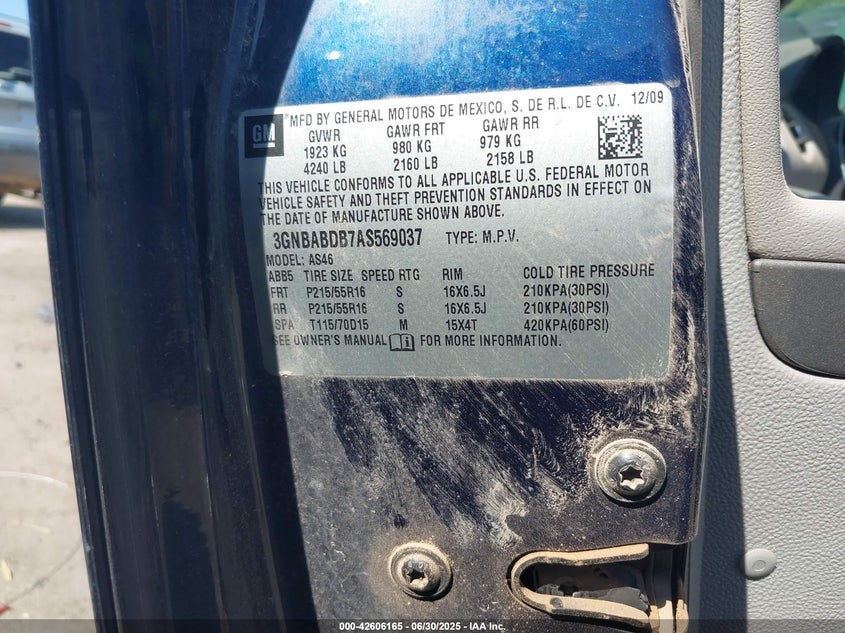 *MFD BY GENERAL MOTORS DE MEXICO, S. DE R.L. DE C.V. 12/09
GM
GVWR GAWR FRT GAWR RR
1923 KG 980 KG 979 KG
4240 LB 2160 LB 2158 LB
THIS VEHICLE CONFORMS TO ALL APPLICABLE U.S. FEDERAL MOTOR
VEHICLE SAFETY AND THEFT PREVENTION STANDARDS IN EFFECT ON
THE DATE OF MANUFACTURE SHOWN ABOVE.
3GNBABDB7AS569037 TYPE: M.P.V.
MODEL: AS46
ABB5 TIRE SIZE SPEED RTG RIM COLD TIRE PRESSURE
FRT P215/55R16 S 16X6.5J 210KPA(30PSI)
RR P215/55R16 S 16X6.5J 210KPA(30PSI)
SPA T115/70D15 M 15X4T 420KPA(60PSI)
SEE OWNER'S MANUAL FOR MORE INFORMATION.
000-42606165 - 06/30/2025 - IAA Inc.